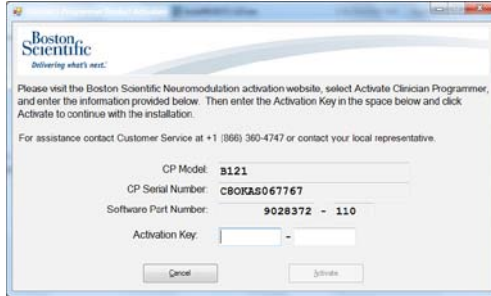 Boston
Scientific
Delivering what's next.™
Please visit the Boston Scientific Neuromodulation activation website, select Activate Clinician Programmer,
and enter the information provided below. Then enter the Activation Key in the space below and click
Activate to continue with the installation.
For assistance contact Customer Service at +1 (866) 360-4747 or contact your local representative.
CP Model: B121
CP Serial Number: C8OKAS067767
Software Part Number: 9028372 - 110
Activation Key: -
Cancel Activate